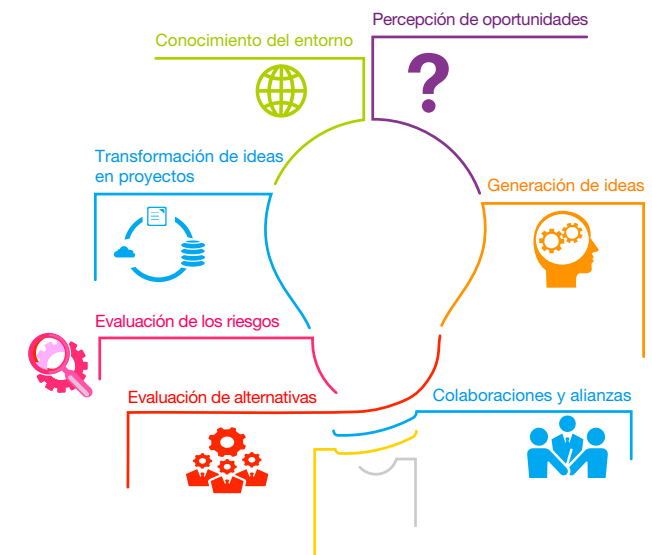 Percepción de oportunidades
Conocimiento del entorno
?
Transformación de ideas
en proyectos
Generación de ideas
Evaluación de los riesgos
Evaluación de alternativas
Colaboraciones y alianzas